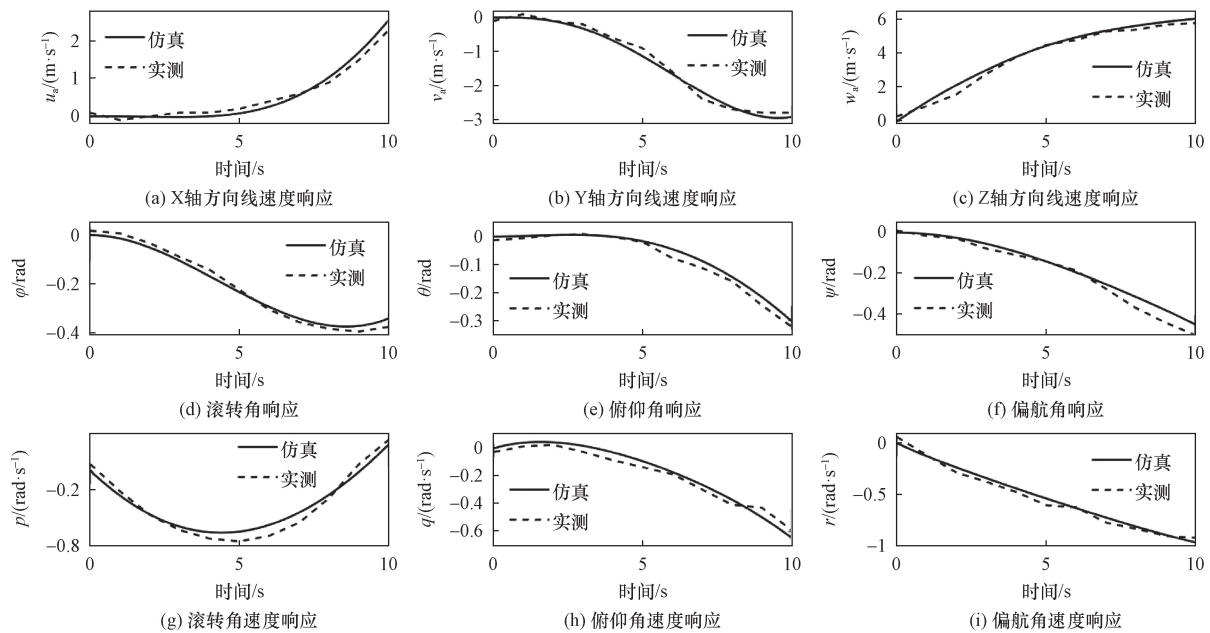 u_a/(m·s⁻¹)
2
1
0
仿真
实测
0
5
10
时间/s
(a) X轴方向线速度响应
v_a/(m·s⁻¹)
0
−1
−2
−3
仿真
实测
0
5
10
时间/s
(b) Y轴方向线速度响应
w_a/(m·s⁻¹)
6
4
2
0
仿真
实测
0
5
10
时间/s
(c) Z轴方向线速度响应
φ/rad
0
−0.2
−0.4
仿真
实测
0
5
10
时间/s
(d) 滚转角响应
θ/rad
0
−0.1
−0.2
−0.3
仿真
实测
0
5
10
时间/s
(e) 俯仰角响应
ψ/rad
0
−0.2
−0.4
仿真
实测
0
5
10
时间/s
(f) 偏航角响应
p/(rad·s⁻¹)
−0.2
−0.8
仿真
实测
0
5
10
时间/s
(g) 滚转角速度响应
q/(rad·s⁻¹)
0
−0.2
−0.4
−0.6
仿真
实测
0
5
10
时间/s
(h) 俯仰角速度响应
r/(rad·s⁻¹)
0
−0.5
−1
仿真
实测
0
5
10
时间/s
(i) 偏航角速度响应